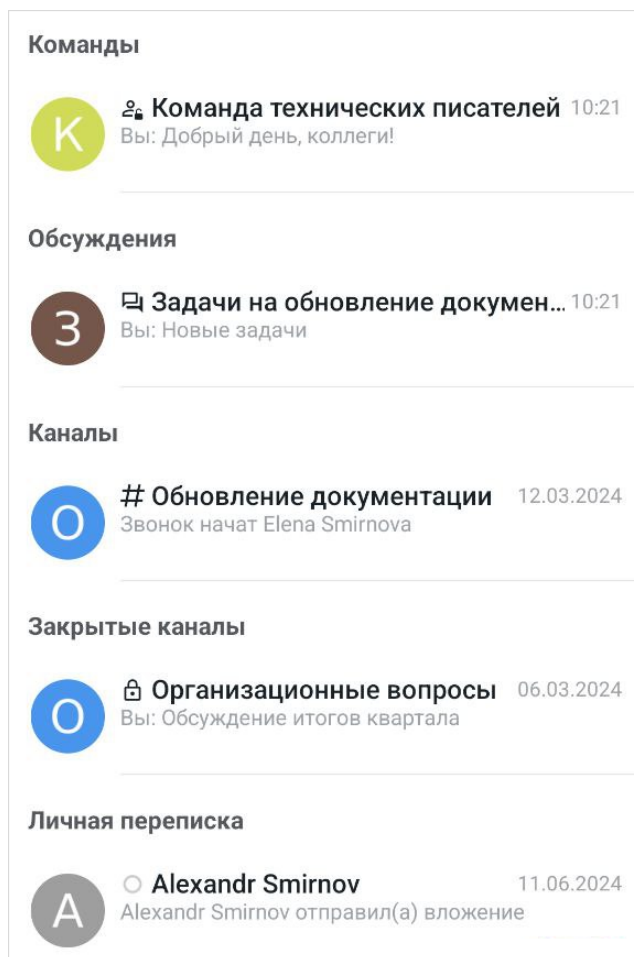 Команды
К
Команда технических писателей 10:21
Вы: Добрый день, коллеги!
Обсуждения
З
Задачи на обновление докумен... 10:21
Вы: Новые задачи
Каналы
О
# Обновление документации 12.03.2024
Звонок начат Elena Smirnova
Закрытые каналы
О
Организационные вопросы 06.03.2024
Вы: Обсуждение итогов квартала
Личная переписка
A
Alexandr Smirnov 11.06.2024
Alexandr Smirnov отправил(а) вложение